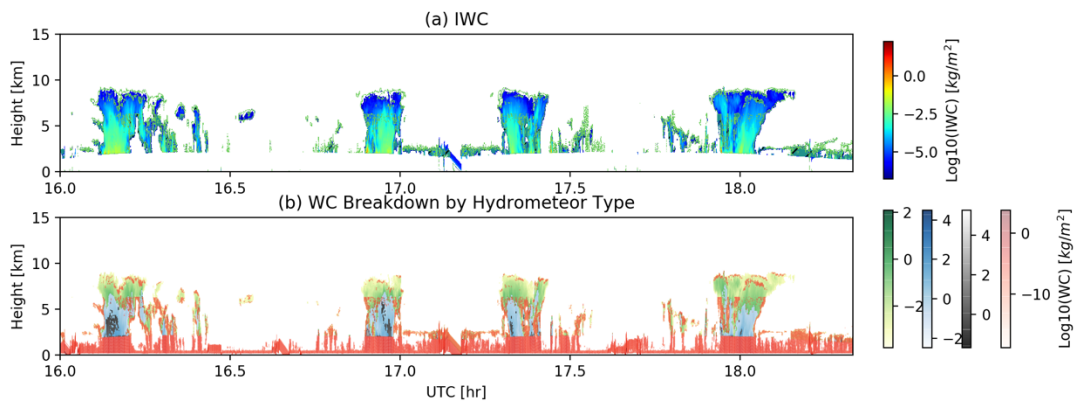 (a) IWC
15
10
5
0
Height [km]
16.0 16.5 17.0 17.5 18.0
0.0
−2.5
−5.0
Log10(IWC) [kg/m²]
(b) WC Breakdown by Hydrometeor Type
15
10
5
0
Height [km]
16.0 16.5 17.0 17.5 18.0
UTC [hr]
2
0
−2
4
2
0
−2
4
2
0
0
−10
Log10(WC) [kg/m²]